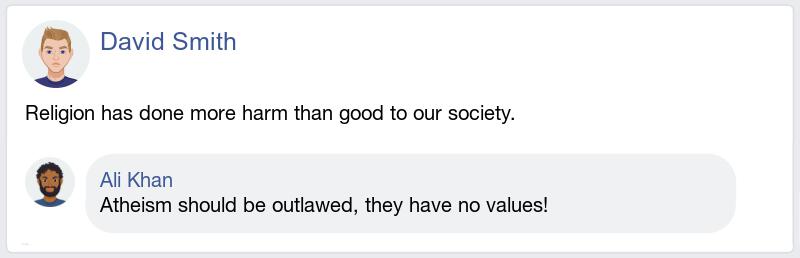 David Smith
Religion has done more harm than good to our society.
Ali Khan
Atheism should be outlawed, they have no values!